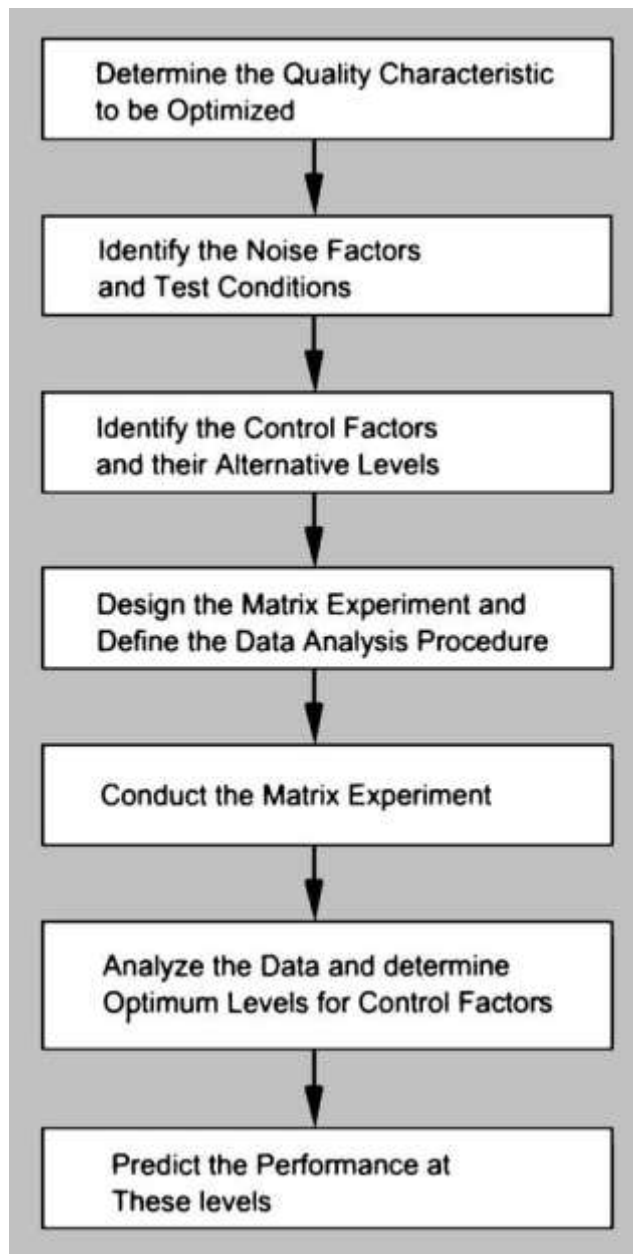 Determine the Quality Characteristic
to be Optimized
Identify the Noise Factors
and Test Conditions
Identify the Control Factors
and their Alternative Levels
Design the Matrix Experiment and
Define the Data Analysis Procedure
Conduct the Matrix Experiment
Analyze the Data and determine
Optimum Levels for Control Factors
Predict the Performance at
These levels